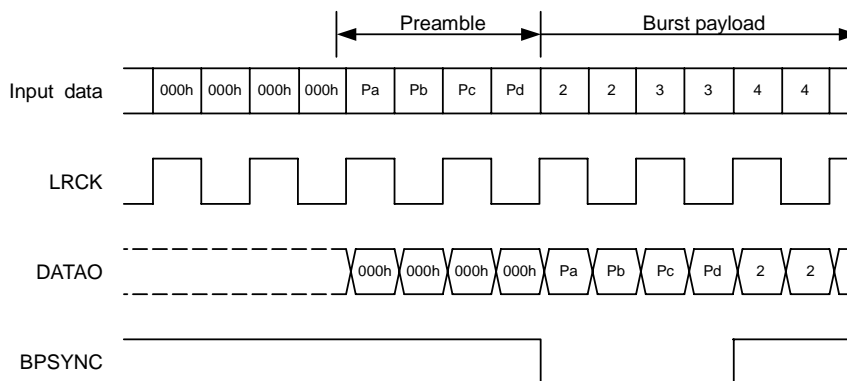 Preamble Burst payload
Input data 000h 000h 000h 000h Pa Pb Pc Pd 2 2 3 3 4 4
LRCK
DATAO 000h 000h 000h 000h Pa Pb Pc Pd 2 2
BPSYNC